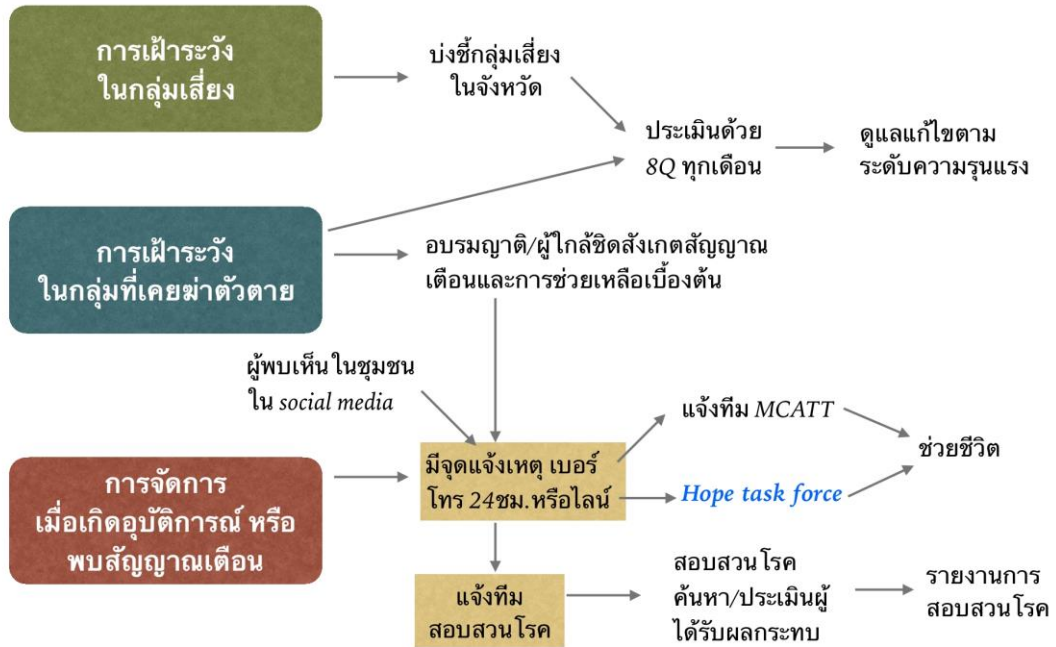 การเฝ้าระวัง
ในกลุ่มเสี่ยง
บ่งชี้กลุ่มเสี่ยง
ในจังหวัด
ประเมินด้วย
8Q ทุกเดือน
ดูแลแก้ไขตาม
ระดับความรุนแรง
การเฝ้าระวัง
ในกลุ่มที่เคยฆ่าตัวตาย
อบรมญาติ/ผู้ใกล้ชิดสังเกตสัญญาณ
เตือนและการช่วยเหลือเบื้องต้น
ผู้พบเห็นในชุมชน
ใน social media
การจัดการ
เมื่อเกิดอุบัติการณ์ หรือ
พบสัญญาณเตือน
มีจุดแจ้งเหตุ เบอร์
โทร 24ชม.หรือไลน์
แจ้งทีม MCATT
Hope task force
ช่วยชีวิต
แจ้งทีม
สอบสวนโรค
สอบสวนโรค
ค้นหา/ประเมินผู้
ได้รับผลกระทบ
รายงานการ
สอบสวนโรค